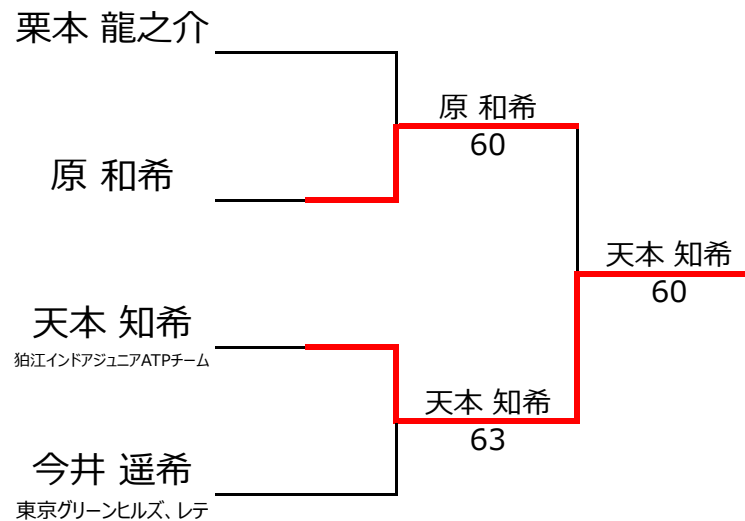 栗本 龍之介
原 和希
60
原 和希
天本 知希
60
天本 知希
狛江インドアジュニアATPチーム
天本 知希
63
今井 遥希
東京グリーンヒルズ、レテ